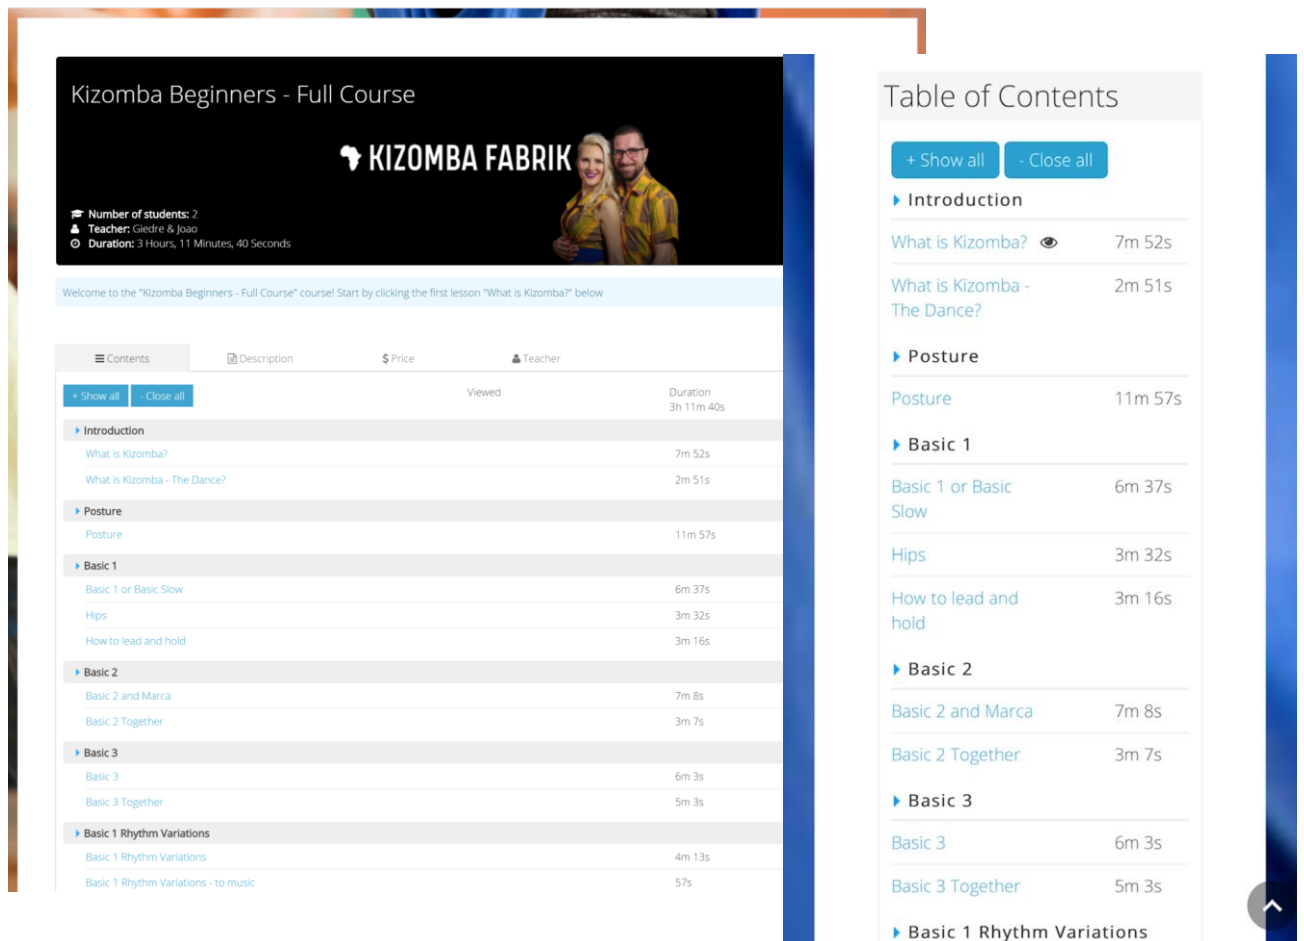 Kizomba Beginners - Full Course
KIZOMBA FABRIK
Number of students: 2
Teacher: Giedre & Joao
Duration: 3 Hours, 11 Minutes, 40 Seconds
Welcome to the "Kizomba Beginners - Full Course" course! Start by clicking the first lesson "What is Kizomba?" below
Contents Description $ Price Teacher
+ Show all - Close all Viewed Duration
3h 11m 40s
Introduction
What is Kizomba? 7m 52s
What is Kizomba - The Dance? 2m 51s
Posture
Posture 11m 57s
Basic 1
Basic 1 or Basic Slow 6m 37s
Hips 3m 32s
How to lead and hold 3m 16s
Basic 2
Basic 2 and Marca 7m 8s
Basic 2 Together 3m 7s
Basic 3
Basic 3 6m 3s
Basic 3 Together 5m 3s
Basic 1 Rhythm Variations
Basic 1 Rhythm Variations 4m 13s
Basic 1 Rhythm Variations - to music 57s
Table of Contents
+ Show all - Close all
Introduction
What is Kizomba? 7m 52s
What is Kizomba - 2m 51s
The Dance?
Posture
Posture 11m 57s
Basic 1
Basic 1 or Basic 6m 37s
Slow
Hips 3m 32s
How to lead and 3m 16s
hold
Basic 2
Basic 2 and Marca 7m 8s
Basic 2 Together 3m 7s
Basic 3
Basic 3 6m 3s
Basic 3 Together 5m 3s
Basic 1 Rhythm Variations